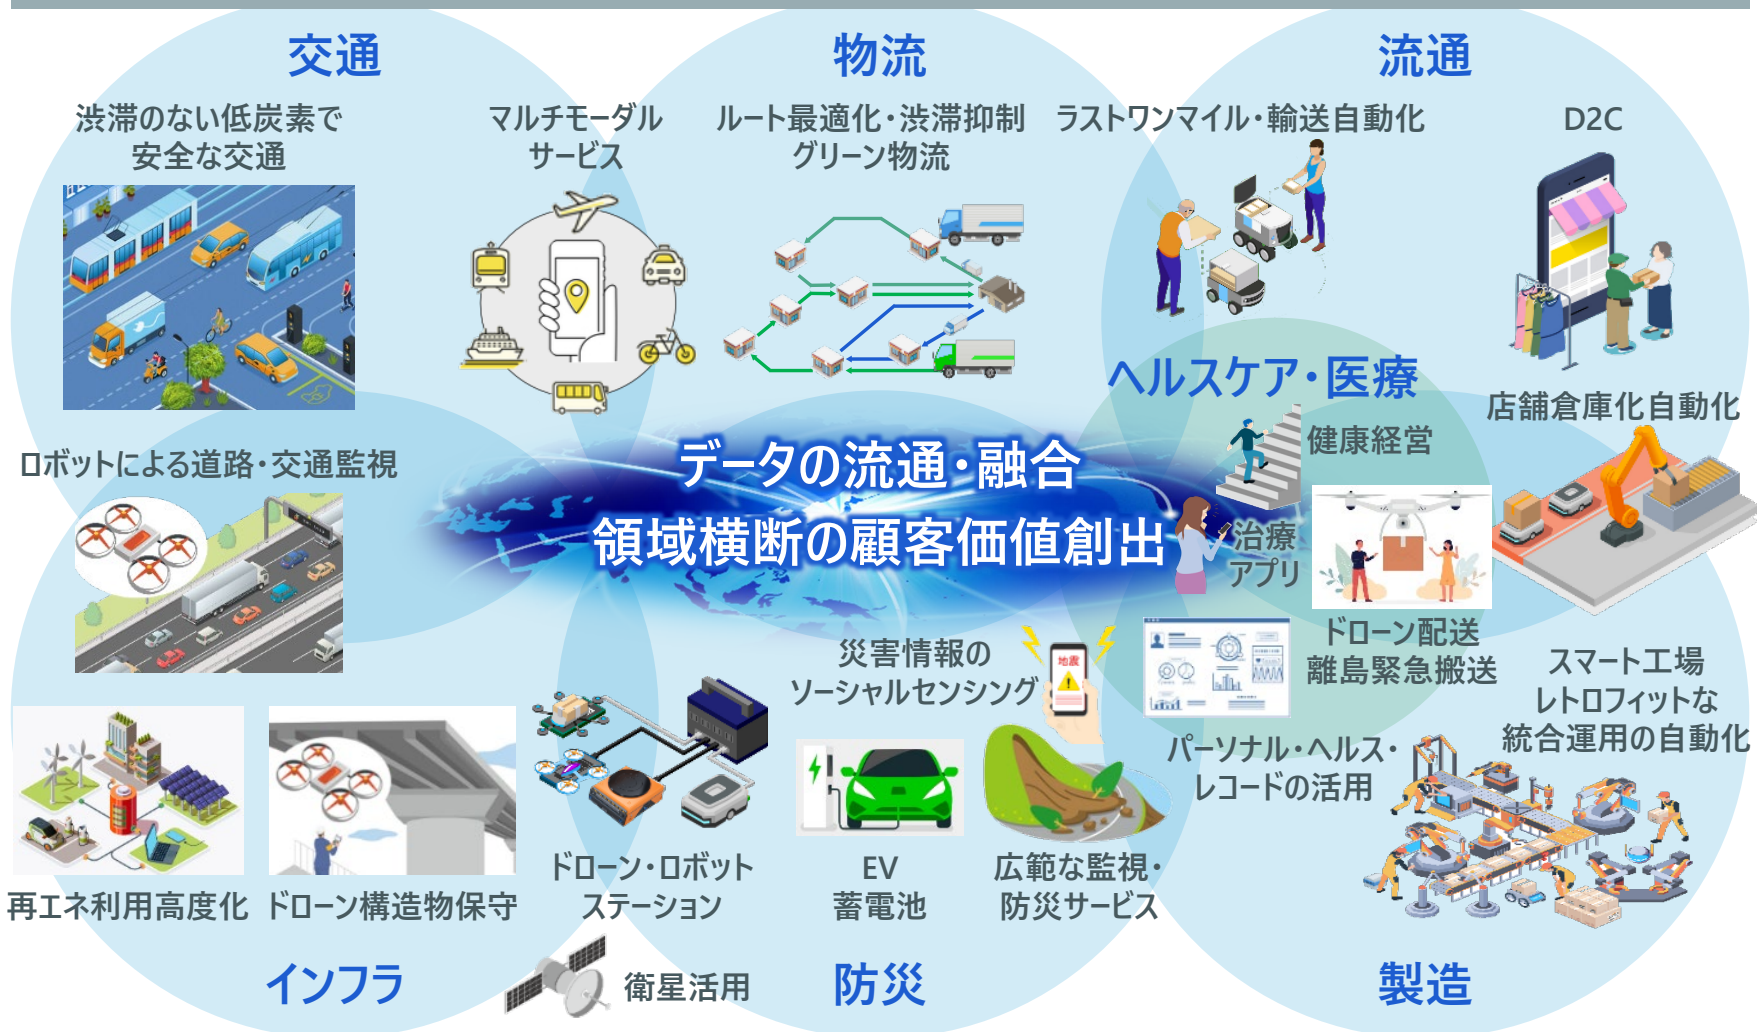 交通
物流
流通
渋滞のない低炭素で
安全な交通
マルチモーダル
サービス
ルート最適化・渋滞抑制
グリーン物流
ラストワンマイル・輸送自動化
D2C
ヘルスケア・医療
店舗倉庫化自動化
健康経営
ロボットによる道路・交通監視
データの流通・融合
領域横断の顧客価値創出
治療
アプリ
ドローン配送
離島緊急搬送
災害情報の
ソーシャルセンシング
地震
スマート工場
レトロフィットな
統合運用の自動化
パーソナル・ヘルス・
レコードの活用
再エネ利用高度化
ドローン構造物保守
ドローン・ロボット
ステーション
EV
蓄電池
広範な監視・
防災サービス
インフラ
衛星活用
防災
製造